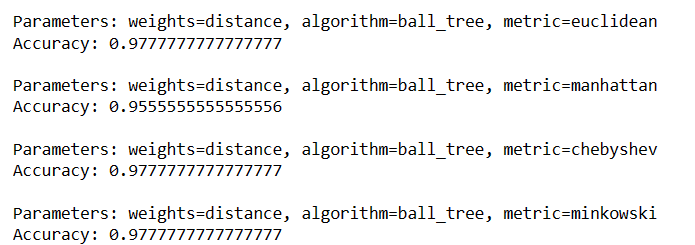 Parameters: weights=distance, algorithm=ball_tree, metric=euclidean
Accuracy: 0.9777777777777777
Parameters: weights=distance, algorithm=ball_tree, metric=manhattan
Accuracy: 0.9555555555555556
Parameters: weights=distance, algorithm=ball_tree, metric=chebyshev
Accuracy: 0.9777777777777777
Parameters: weights=distance, algorithm=ball_tree, metric=minkowski
Accuracy: 0.9777777777777777